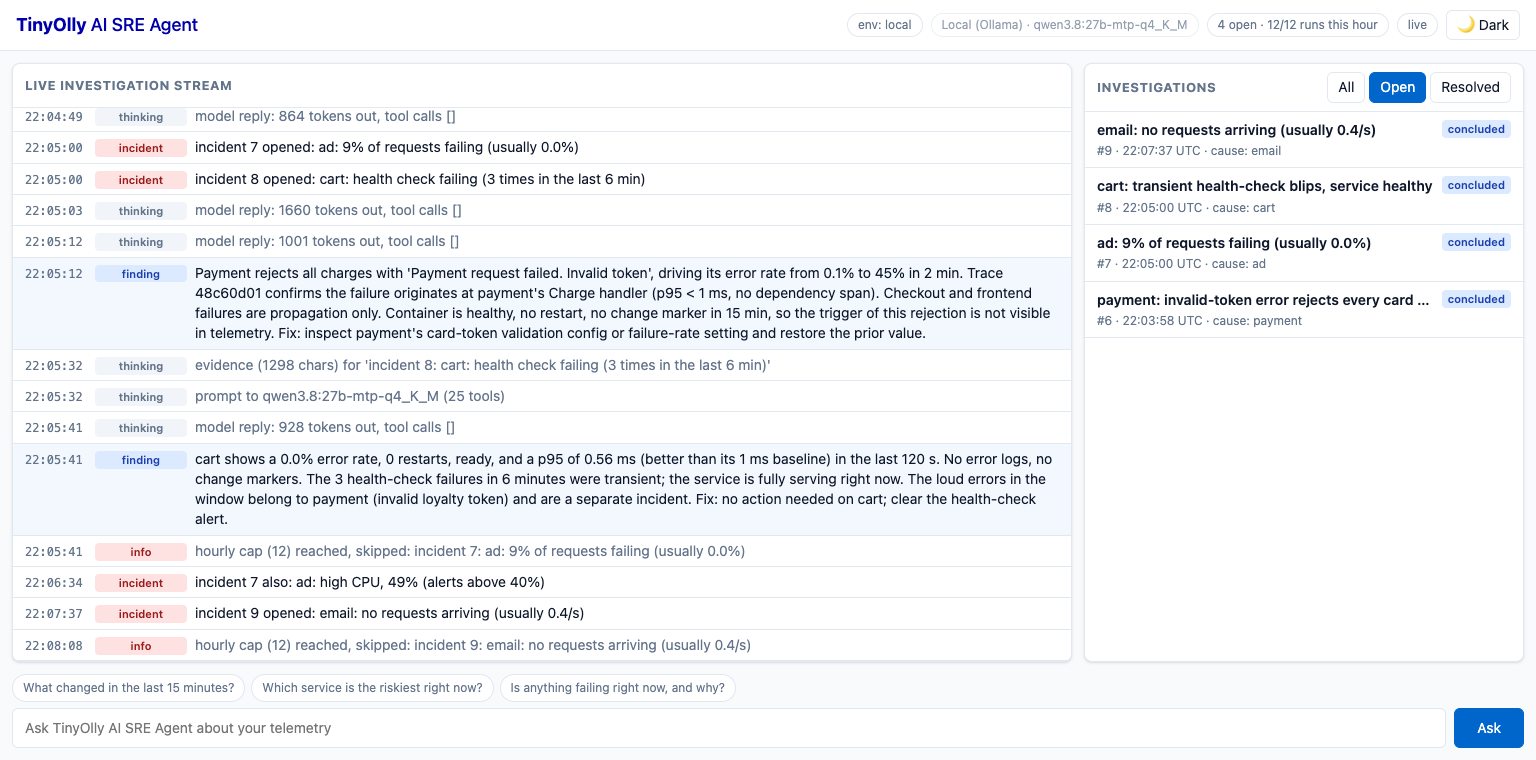 TinyOlly AI SRE Agent
env: local
Local (Ollama) · qwen3.8:27b-mtp-q4_K_M
4 open · 12/12 runs this hour
live
🌙 Dark
LIVE INVESTIGATION STREAM
22:04:49 thinking model reply: 864 tokens out, tool calls []
22:05:00 incident incident 7 opened: ad: 9% of requests failing (usually 0.0%)
22:05:00 incident incident 8 opened: cart: health check failing (3 times in the last 6 min)
22:05:03 thinking model reply: 1660 tokens out, tool calls []
22:05:12 thinking model reply: 1001 tokens out, tool calls []
22:05:12 finding Payment rejects all charges with 'Payment request failed. Invalid token', driving its error rate from 0.1% to 45% in 2 min. Trace
48c60d01 confirms the failure originates at payment's Charge handler (p95 < 1 ms, no dependency span). Checkout and frontend
failures are propagation only. Container is healthy, no restart, no change marker in 15 min, so the trigger of this rejection is not visible
in telemetry. Fix: inspect payment's card-token validation config or failure-rate setting and restore the prior value.
22:05:32 thinking evidence (1298 chars) for 'incident 8: cart: health check failing (3 times in the last 6 min)'
22:05:32 thinking prompt to qwen3.8:27b-mtp-q4_K_M (25 tools)
22:05:41 thinking model reply: 928 tokens out, tool calls []
22:05:41 finding cart shows a 0.0% error rate, 0 restarts, ready, and a p95 of 0.56 ms (better than its 1 ms baseline) in the last 120 s. No error logs, no
change markers. The 3 health-check failures in 6 minutes were transient; the service is fully serving right now. The loud errors in the
window belong to payment (invalid loyalty token) and are a separate incident. Fix: no action needed on cart; clear the health-check
alert.
22:05:41 info hourly cap (12) reached, skipped: incident 7: ad: 9% of requests failing (usually 0.0%)
22:06:34 incident incident 7 also: ad: high CPU, 49% (alerts above 40%)
22:07:37 incident incident 9 opened: email: no requests arriving (usually 0.4/s)
22:08:08 info hourly cap (12) reached, skipped: incident 9: email: no requests arriving (usually 0.4/s)
INVESTIGATIONS
All
Open
Resolved
email: no requests arriving (usually 0.4/s) concluded
#9 · 22:07:37 UTC · cause: email
cart: transient health-check blips, service healthy concluded
#8 · 22:05:00 UTC · cause: cart
ad: 9% of requests failing (usually 0.0%) concluded
#7 · 22:05:00 UTC · cause: ad
payment: invalid-token error rejects every card ... concluded
#6 · 22:03:58 UTC · cause: payment
What changed in the last 15 minutes?
Which service is the riskiest right now?
Is anything failing right now, and why?
Ask TinyOlly AI SRE Agent about your telemetry
Ask